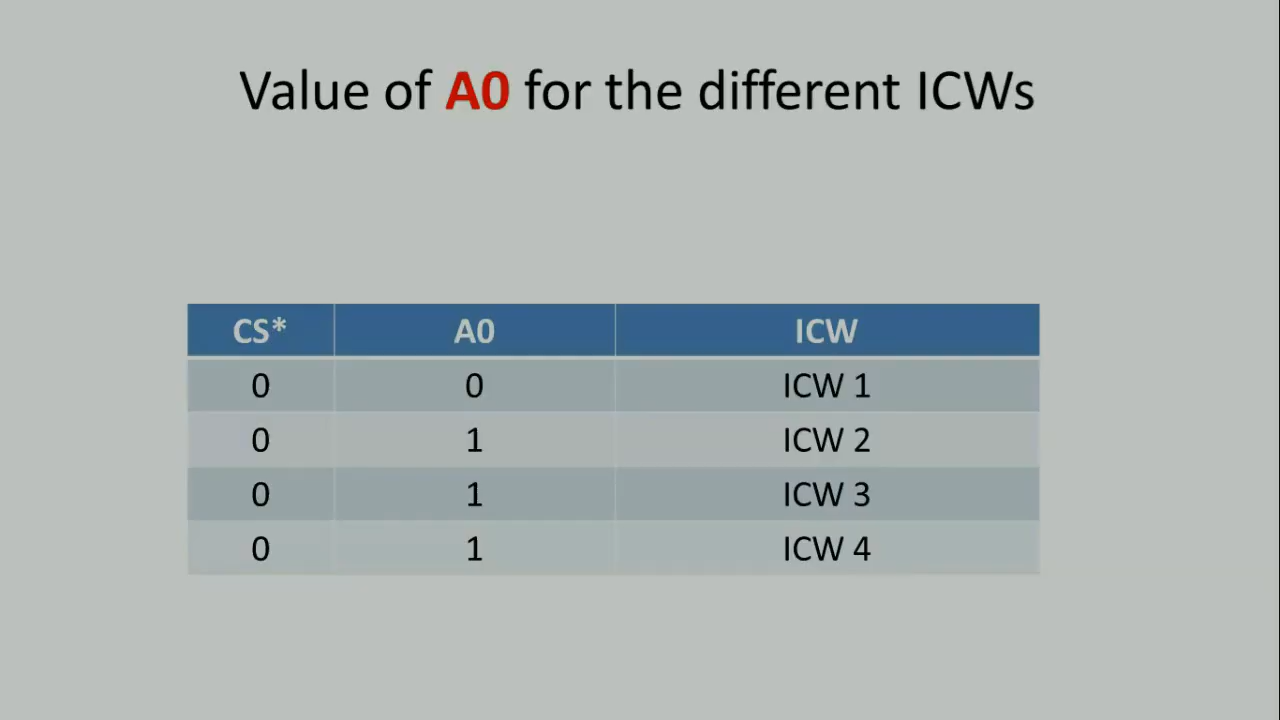 Value of A0 for the different ICWs
CS* A0 ICW
0 0 ICW 1
0 1 ICW 2
0 1 ICW 3
0 1 ICW 4